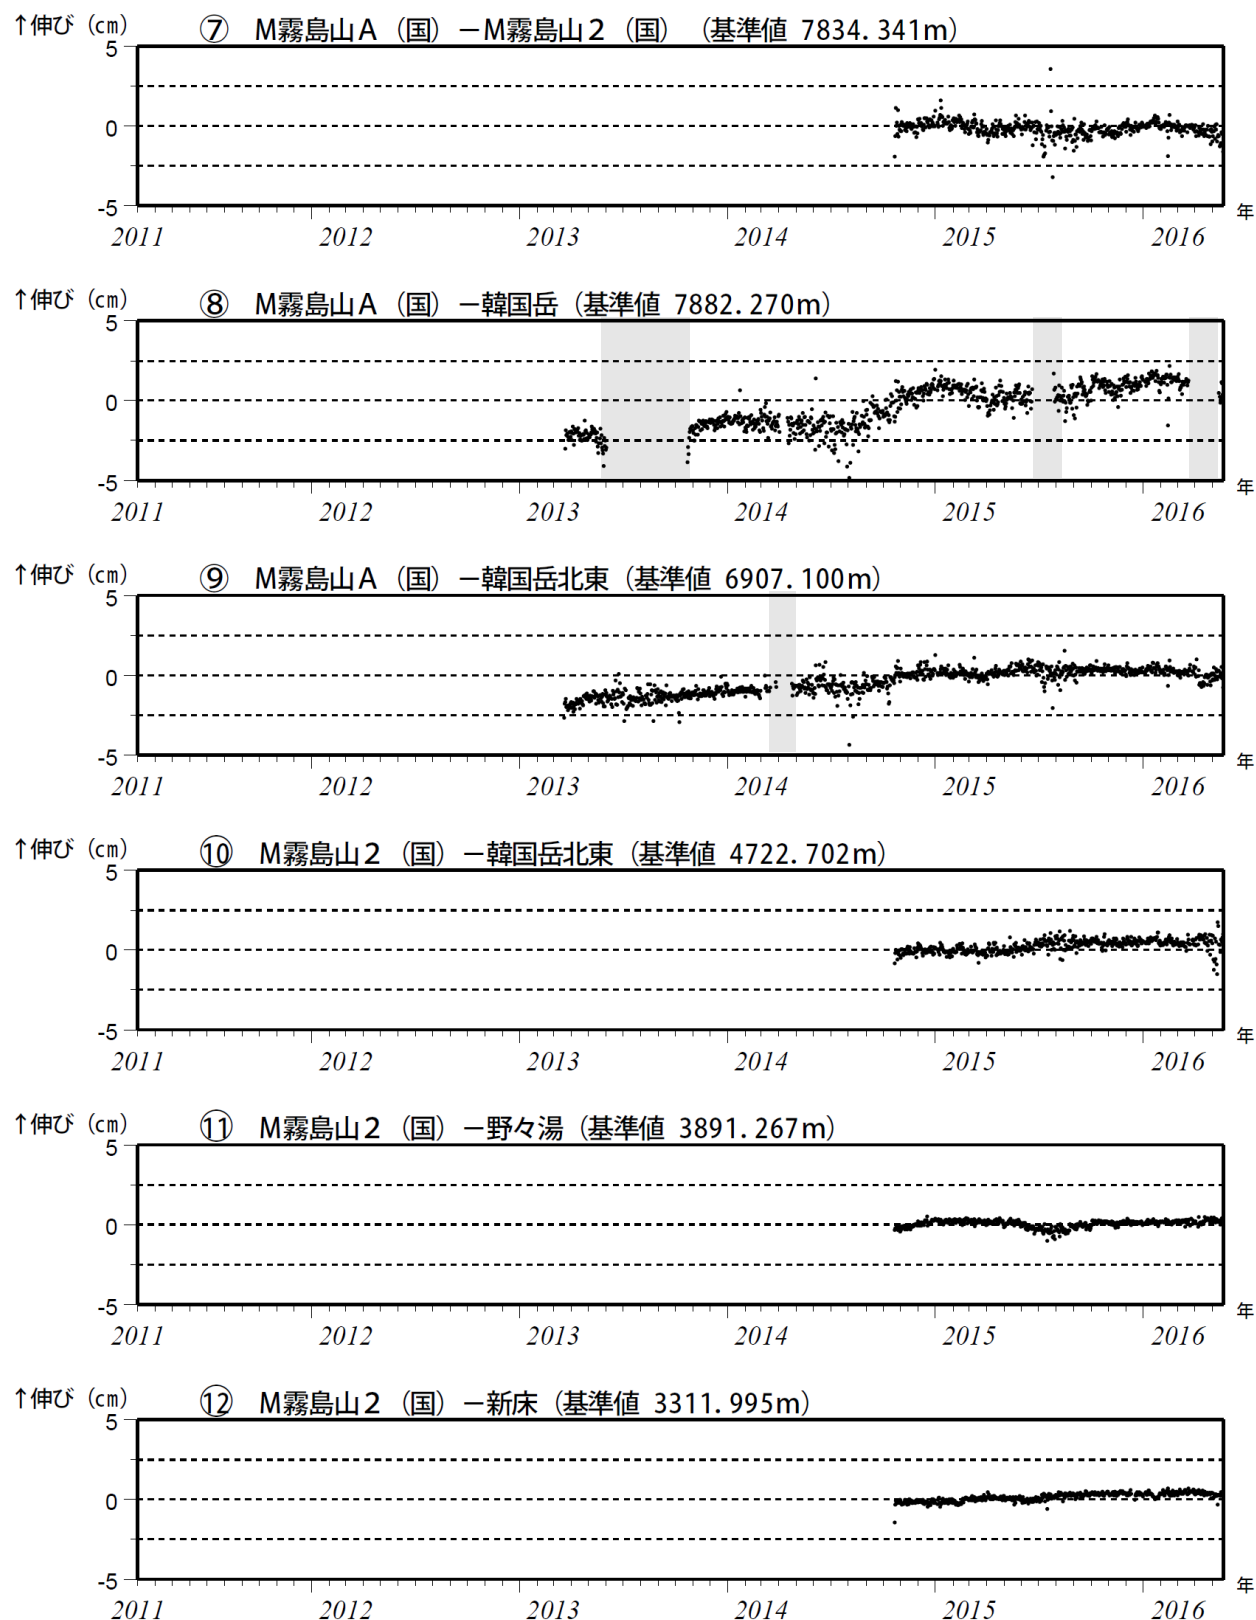 ↑伸び（cm） ⑦ M霧島山A（国）－M霧島山２（国）（基準値 7834.341m）
5
0
-5
年
2011 2012 2013 2014 2015 2016
↑伸び（cm） ⑧ M霧島山A（国）－韓国岳（基準値 7882.270m）
5
0
-5
年
2011 2012 2013 2014 2015 2016
↑伸び（cm） ⑨ M霧島山A（国）－韓国岳北東（基準値 6907.100m）
5
0
-5
年
2011 2012 2013 2014 2015 2016
↑伸び（cm） ⑩ M霧島山２（国）－韓国岳北東（基準値 4722.702m）
5
0
-5
年
2011 2012 2013 2014 2015 2016
↑伸び（cm） ⑪ M霧島山２（国）－野々湯（基準値 3891.267m）
5
0
-5
年
2011 2012 2013 2014 2015 2016
↑伸び（cm） ⑫ M霧島山２（国）－新床（基準値 3311.995m）
5
0
-5
年
2011 2012 2013 2014 2015 2016